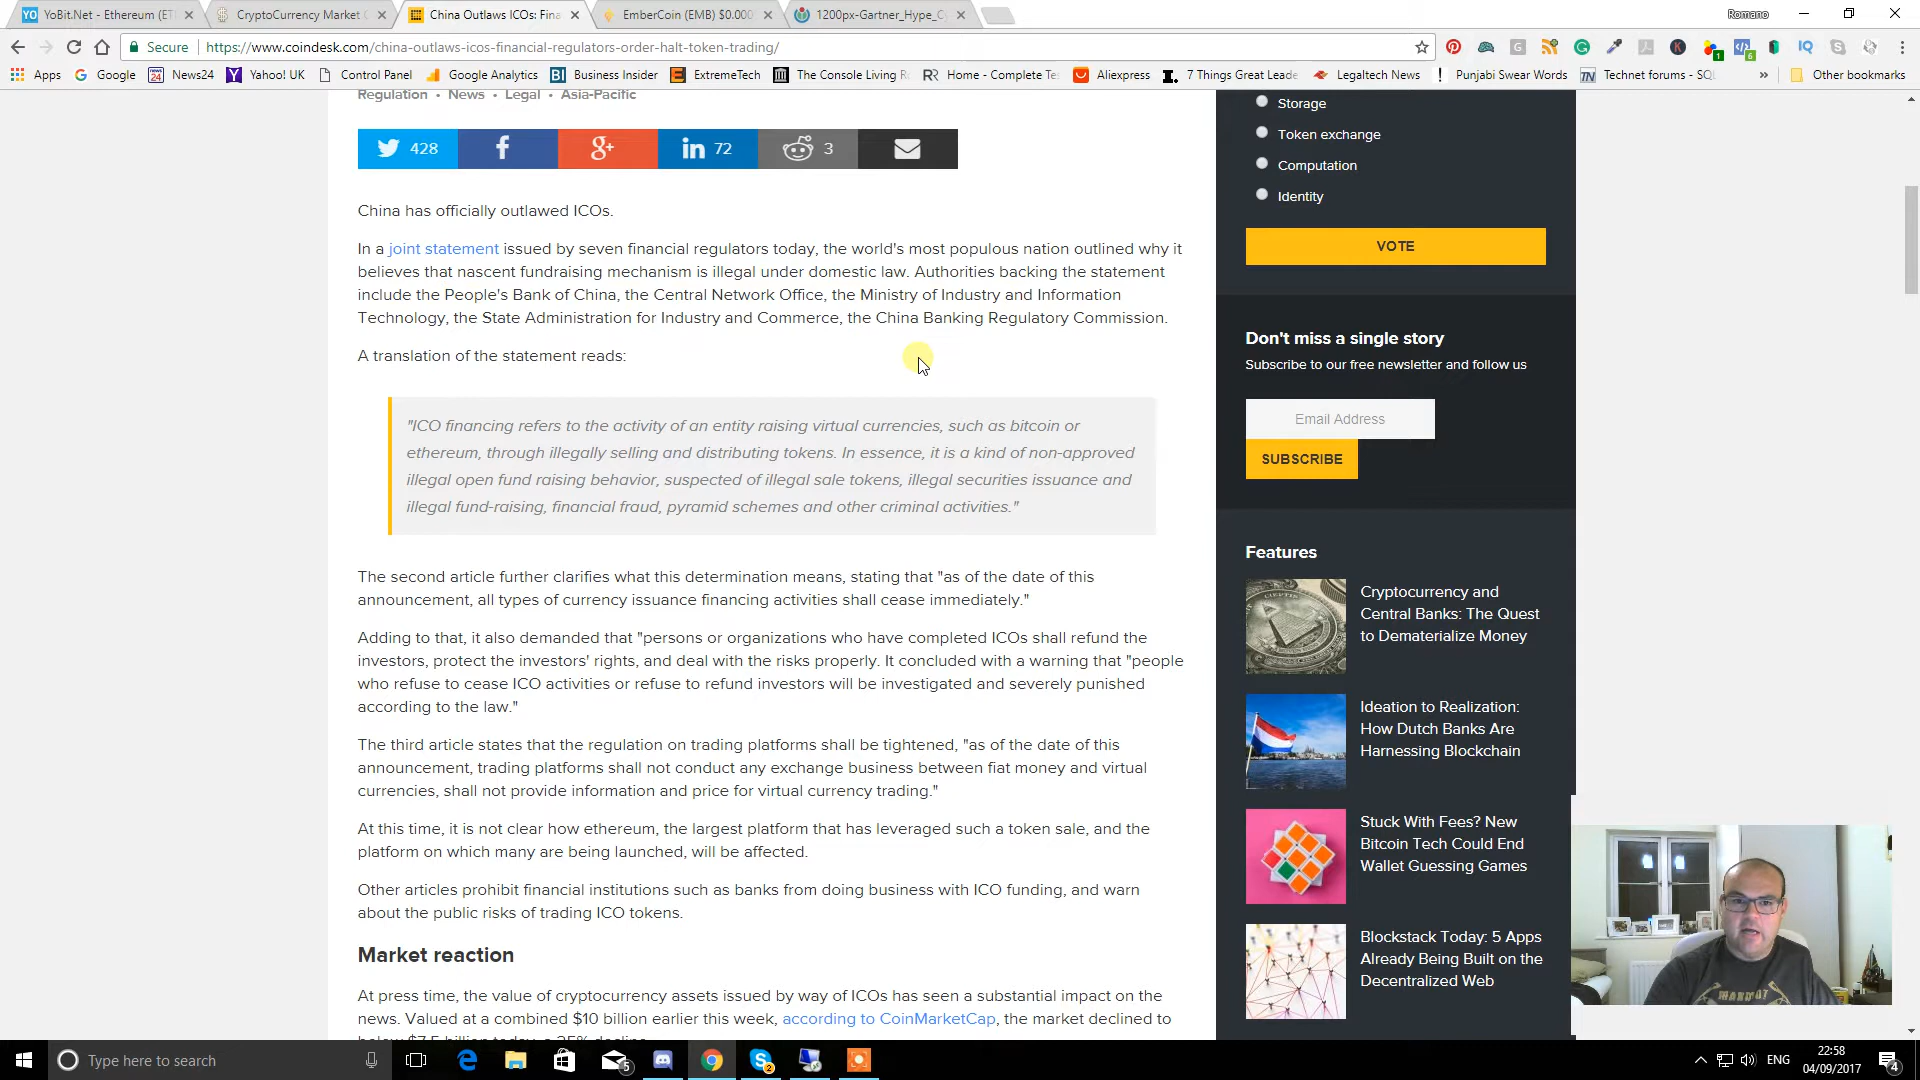 YoBit.Net - Ethereum (ET
CryptoCurrency Market C
China Outlaws ICOs: Fina
EmberCoin (EMB) $0.000
1200px-Gartner_Hype_C
Romano
Secure
https://www.coindesk.com/china-outlaws-icos-financial-regulators-order-halt-token-trading/
Apps
Google
News24
Yahoo! UK
Control Panel
Google Analytics
Business Insider
ExtremeTech
The Console Living R
Home - Complete Te
Aliexpress
7 Things Great Leade
Legaltech News
Punjabi Swear Words
Technet forums - SQL
»
Other bookmarks
Regulation • News • Legal • Asia-Pacific
428
72
3
China has officially outlawed ICOs.
In a joint statement issued by seven financial regulators today, the world's most populous nation outlined why it
believes that nascent fundraising mechanism is illegal under domestic law. Authorities backing the statement
include the People's Bank of China, the Central Network Office, the Ministry of Industry and Information
Technology, the State Administration for Industry and Commerce, the China Banking Regulatory Commission.
A translation of the statement reads:
"ICO financing refers to the activity of an entity raising virtual currencies, such as bitcoin or
ethereum, through illegally selling and distributing tokens. In essence, it is a kind of non-approved
illegal open fund raising behavior, suspected of illegal sale tokens, illegal securities issuance and
illegal fund-raising, financial fraud, pyramid schemes and other criminal activities."
The second article further clarifies what this determination means, stating that "as of the date of this
announcement, all types of currency issuance financing activities shall cease immediately."
Adding to that, it also demanded that "persons or organizations who have completed ICOs shall refund the
investors, protect the investors' rights, and deal with the risks properly. It concluded with a warning that "people
who refuse to cease ICO activities or refuse to refund investors will be investigated and severely punished
according to the law."
The third article states that the regulation on trading platforms shall be tightened, "as of the date of this
announcement, trading platforms shall not conduct any exchange business between fiat money and virtual
currencies, shall not provide information and price for virtual currency trading."
At this time, it is not clear how ethereum, the largest platform that has leveraged such a token sale, and the
platform on which many are being launched, will be affected.
Other articles prohibit financial institutions such as banks from doing business with ICO funding, and warn
about the public risks of trading ICO tokens.
Market reaction
At press time, the value of cryptocurrency assets issued by way of ICOs has seen a substantial impact on the
news. Valued at a combined $10 billion earlier this week, according to CoinMarketCap, the market declined to
Storage
Token exchange
Computation
Identity
VOTE
Don't miss a single story
Subscribe to our free newsletter and follow us
Email Address
SUBSCRIBE
Features
Cryptocurrency and
Central Banks: The Quest
to Dematerialize Money
Ideation to Realization:
How Dutch Banks Are
Harnessing Blockchain
Stuck With Fees? New
Bitcoin Tech Could End
Wallet Guessing Games
Blockstack Today: 5 Apps
Already Being Built on the
Decentralized Web
Type here to search
5
2
ENG
22:58
04/09/2017
4